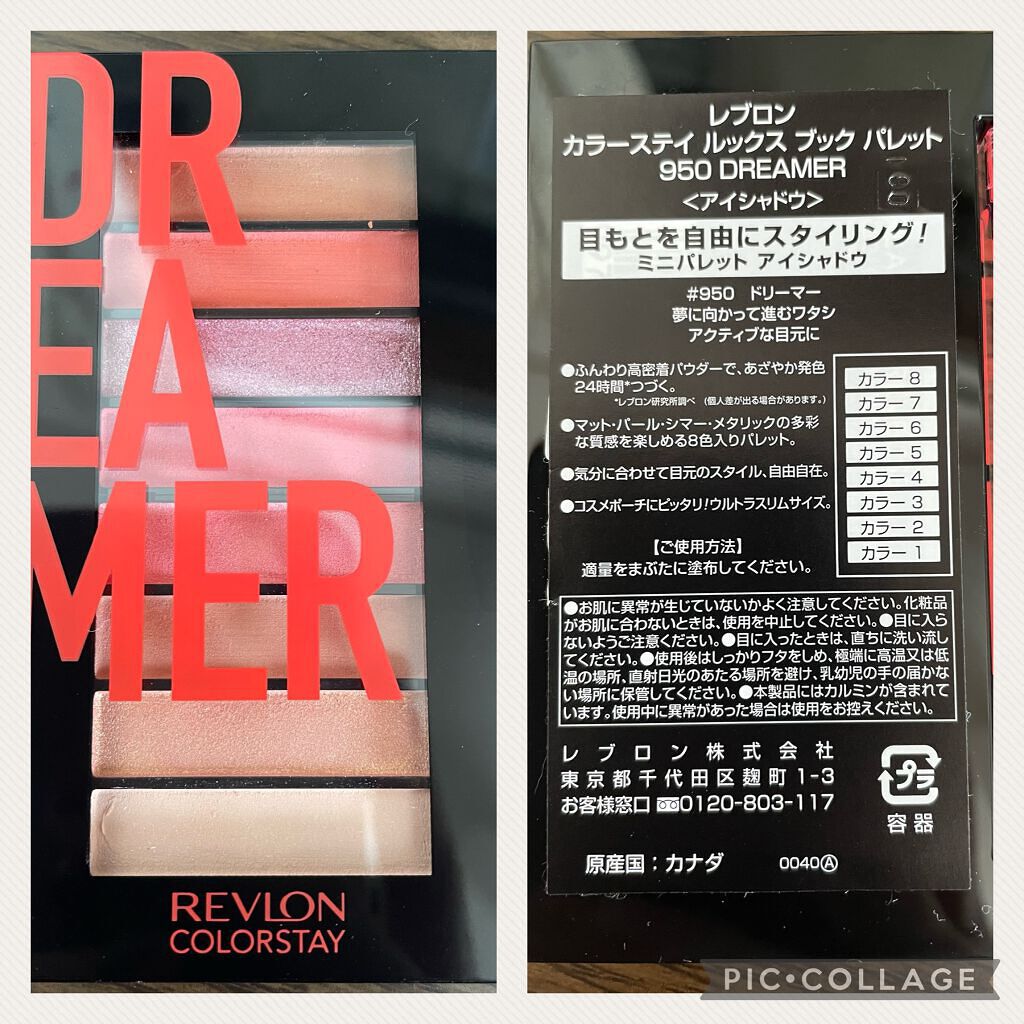 DR
EA
MER
REVLON
COLORSTAY
レブロン
カラーステイ ルックス ブック パレット
950 DREAMER
<アイシャドウ>
目もとを自由にスタイリング!
ミニパレット アイシャドウ
#950 ドリーマー
夢に向かって進むワタシ
アクティブな目元に
●ふんわり高密着パウダーで、あざやか発色
24時間*つづく。
*レブロン研究所調べ (個人差が出る場合があります。)
●マット・パール・シマー・メタリックの多彩
な質感を楽しめる8色入りパレット。
●気分に合わせて目元のスタイル、自由自在。
●コスメポーチにピッタリ!ウルトラスリムサイズ。
【ご使用方法】
適量をまぶたに塗布してください。
カラー 8
カラー 7
カラー 6
カラー 5
カラー 4
カラー 3
カラー 2
カラー 1
●お肌に異常が生じていないかよく注意してください。化粧品
がお肌に合わないときは、使用を中止してください。●目に入ら
ないようご注意ください。●目に入ったときは、直ちに洗い流し
てください。●使用後はしっかりフタをしめ、極端に高温又は低
温の場所、直射日光のあたる場所を避け、乳幼児の手の届かな
い場所に保管してください。●本製品にはカルミンが含まれて
います。使用中に異常があった場合は使用をお控えください。
レブロン株式会社
東京都千代田区麹町1-3
お客様窓口 0120-803-117
プラ
容器
原産国:カナダ 0040Ⓐ
PIC•COLLAGE